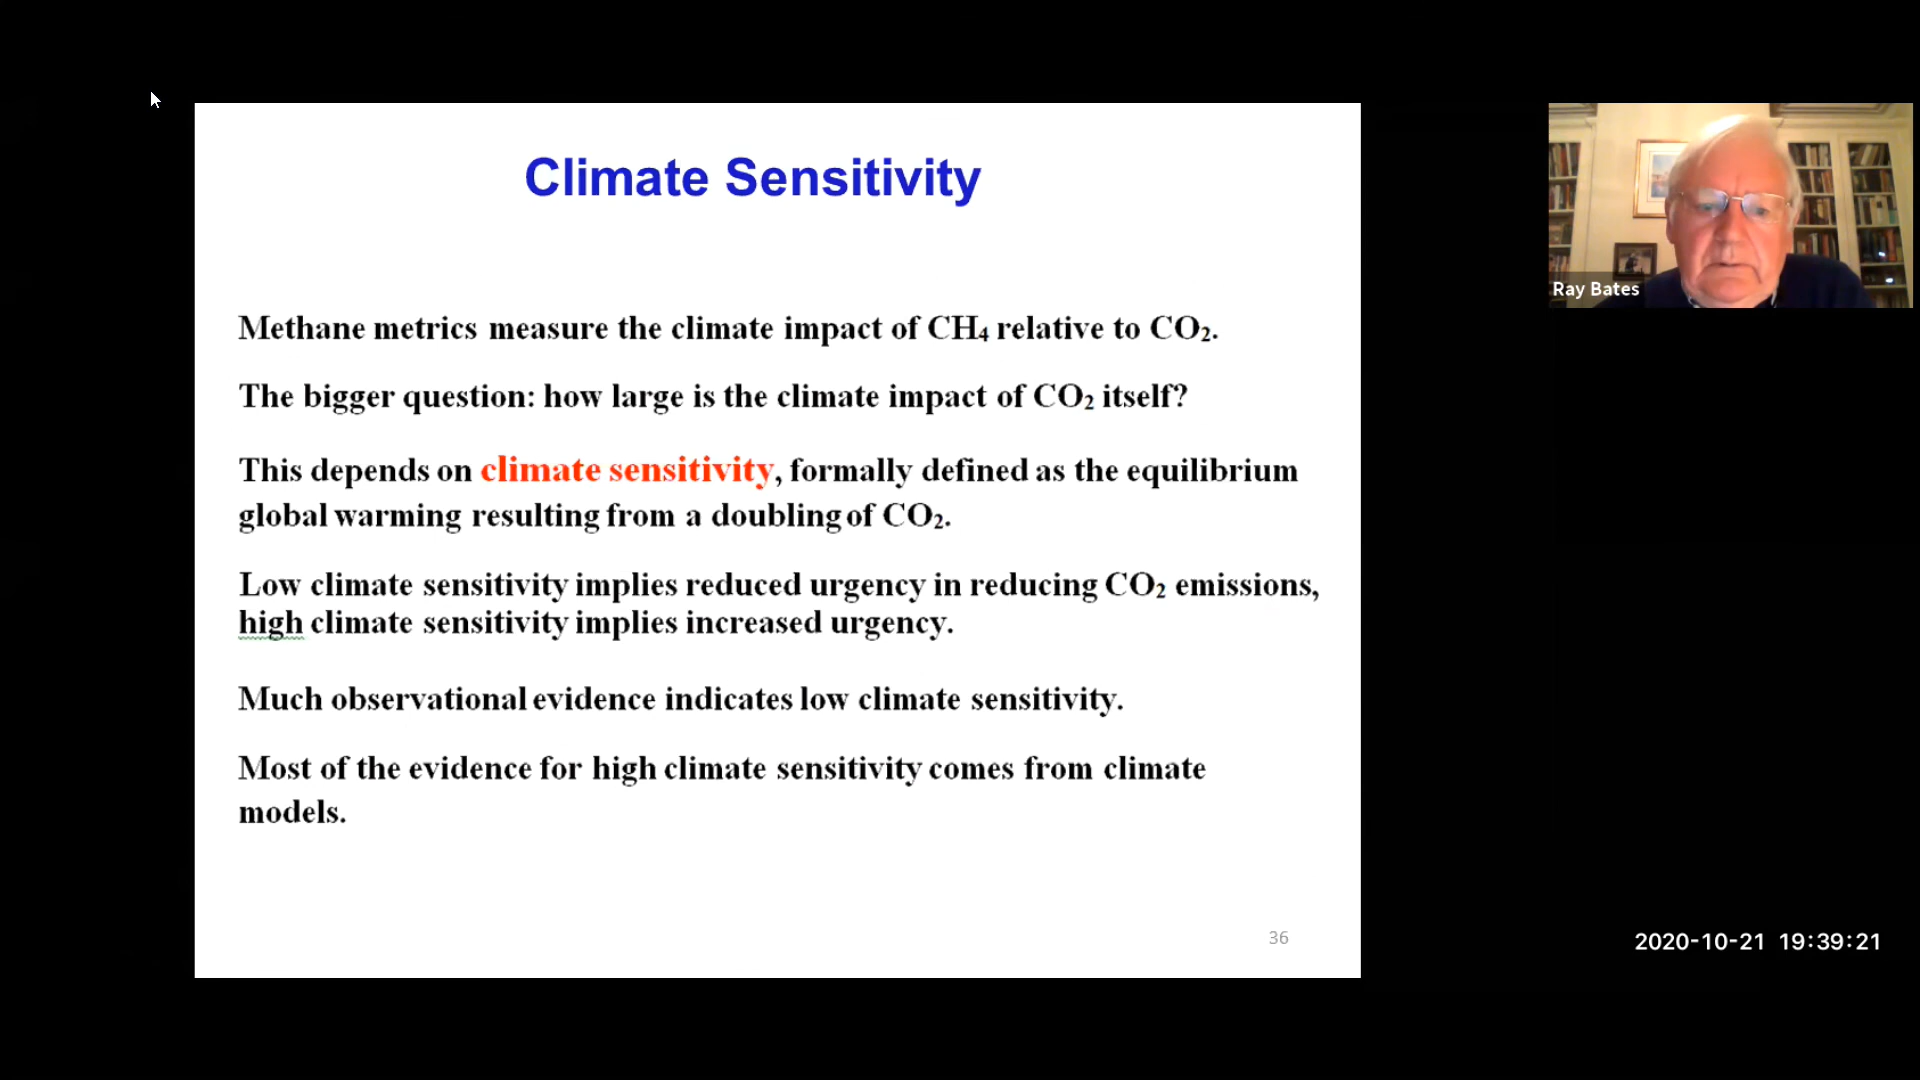 Climate Sensitivity
Methane metrics measure the climate impact of CH₄ relative to CO₂.
The bigger question: how large is the climate impact of CO₂ itself?
This depends on climate sensitivity, formally defined as the equilibrium
global warming resulting from a doubling of CO₂.
Low climate sensitivity implies reduced urgency in reducing CO₂ emissions,
high climate sensitivity implies increased urgency.
Much observational evidence indicates low climate sensitivity.
Most of the evidence for high climate sensitivity comes from climate
models.
36
Ray Bates
2020-10-21 19:39:21